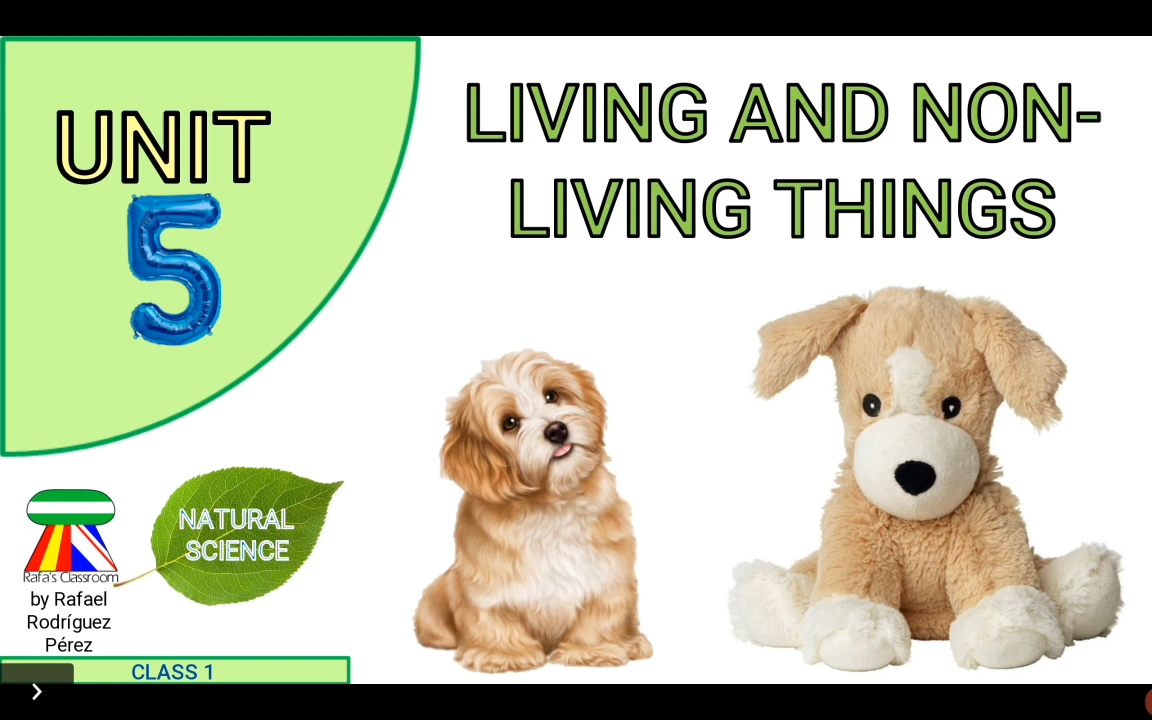 UNIT
5
LIVING AND NON-
LIVING THINGS
NATURAL
SCIENCE
Rafa's Classroom
by Rafael
Rodríguez
Pérez
CLASS 1